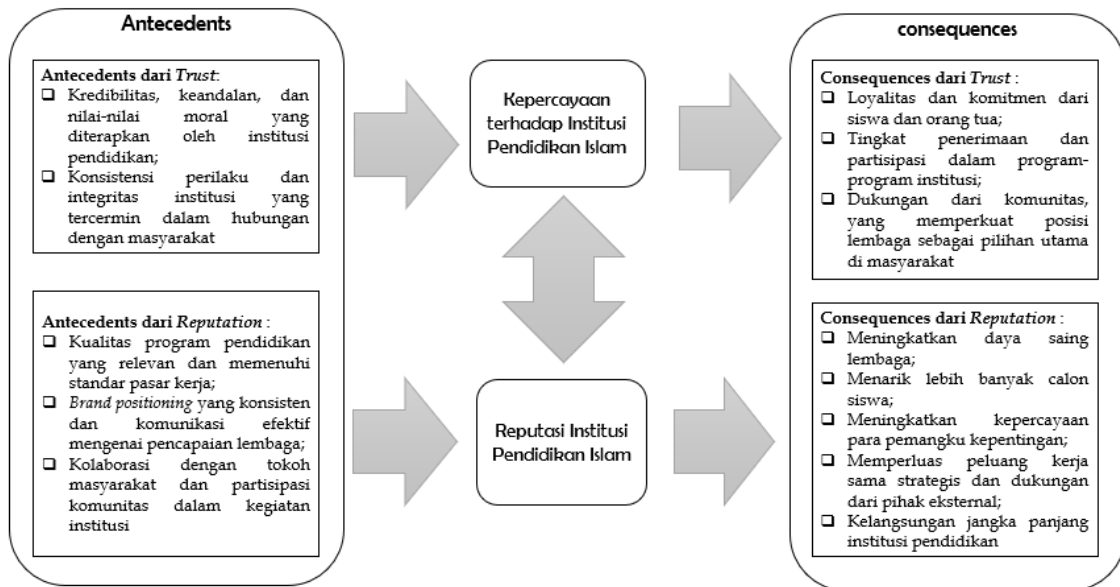 Antecedents
Antecedents dari Trust:
❑ Kredibilitas, keandalan, dan
nilai-nilai moral yang
diterapkan oleh institusi
pendidikan;
❑ Konsistensi perilaku dan
integritas institusi yang
tercermin dalam hubungan
dengan masyarakat
Antecedents dari Reputation :
❑ Kualitas program pendidikan
yang relevan dan memenuhi
standar pasar kerja;
❑ Brand positioning yang konsisten
dan komunikasi efektif
mengenai pencapaian lembaga;
❑ Kolaborasi dengan tokoh
masyarakat dan partisipasi
komunitas dalam kegiatan
institusi
Kepercayaan
terhadap Institusi
Pendidikan Islam
Reputasi Institusi
Pendidikan Islam
consequences
Consequences dari Trust :
❑ Loyalitas dan komitmen dari
siswa dan orang tua;
❑ Tingkat penerimaan dan
partisipasi dalam program-
program institusi;
❑ Dukungan dari komunitas,
yang memperkuat posisi
lembaga sebagai pilihan utama
di masyarakat
Consequences dari Reputation :
❑ Meningkatkan daya saing
lembaga;
❑ Menarik lebih banyak calon
siswa;
❑ Meningkatkan kepercayaan
para pemangku kepentingan;
❑ Memperluas peluang kerja
sama strategis dan dukungan
dari pihak eksternal;
❑ Kelangsungan jangka panjang
institusi pendidikan